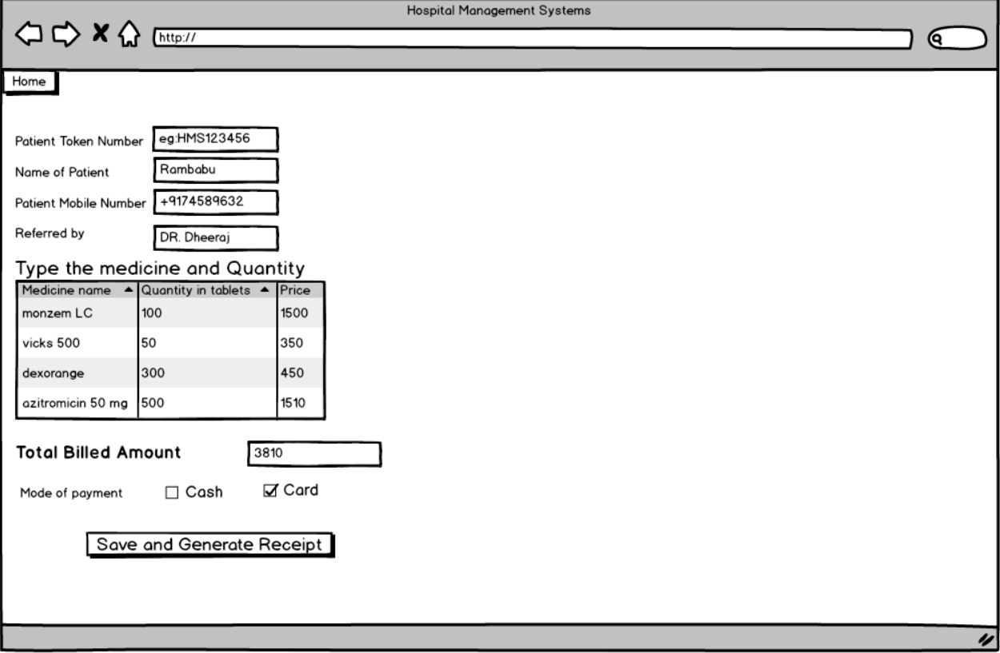 Hospital Management Systems
http://
Home
Patient Token Number eg:HMS123456
Name of Patient Rambabu
Patient Mobile Number +9174589632
Referred by DR. Dheeraj
Type the medicine and Quantity
Medicine name Quantity in tablets Price
monzem LC 100 1500
vicks 500 50 350
dexorange 300 450
azitromicin 50 mg 500 1510
Total Billed Amount 3810
Mode of payment Cash Card
Save and Generate Receipt